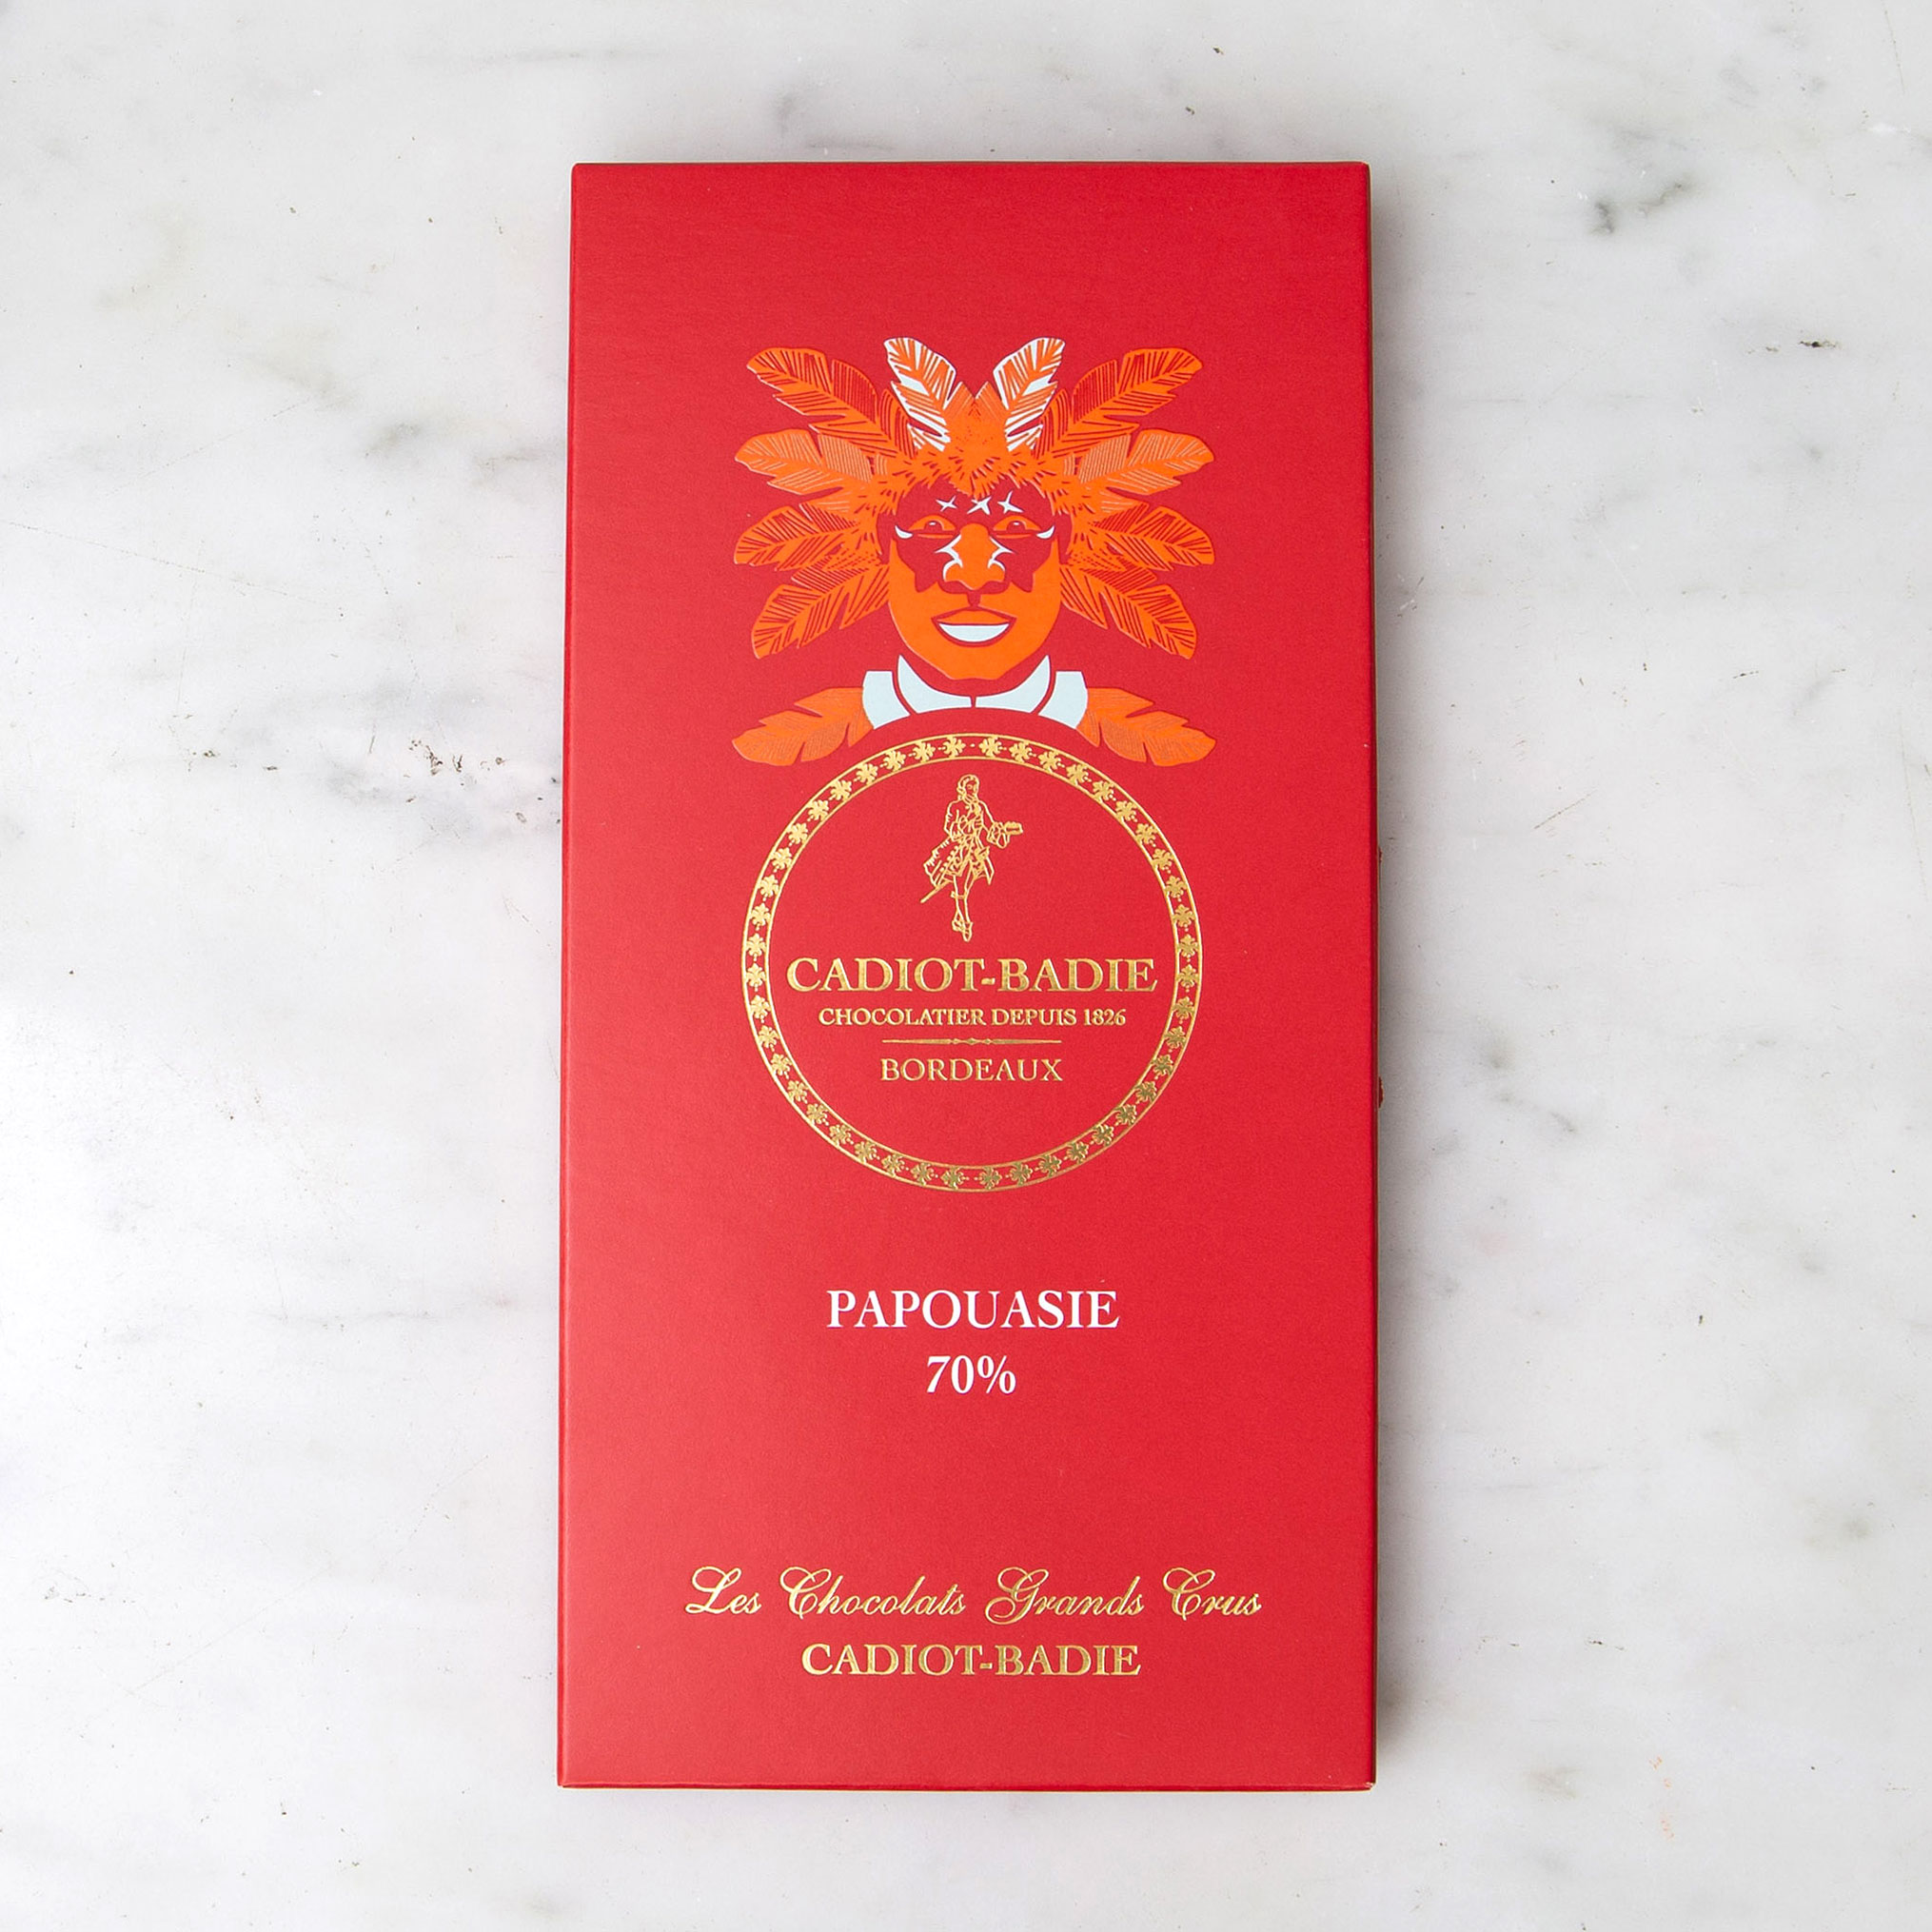 CADIOT-BADIE
CHOCOLATIER DEPUIS 1826
BORDEAUX
PAPOUASIE
70%
Les Chocolats Grands Crus
CADIOT-BADIE